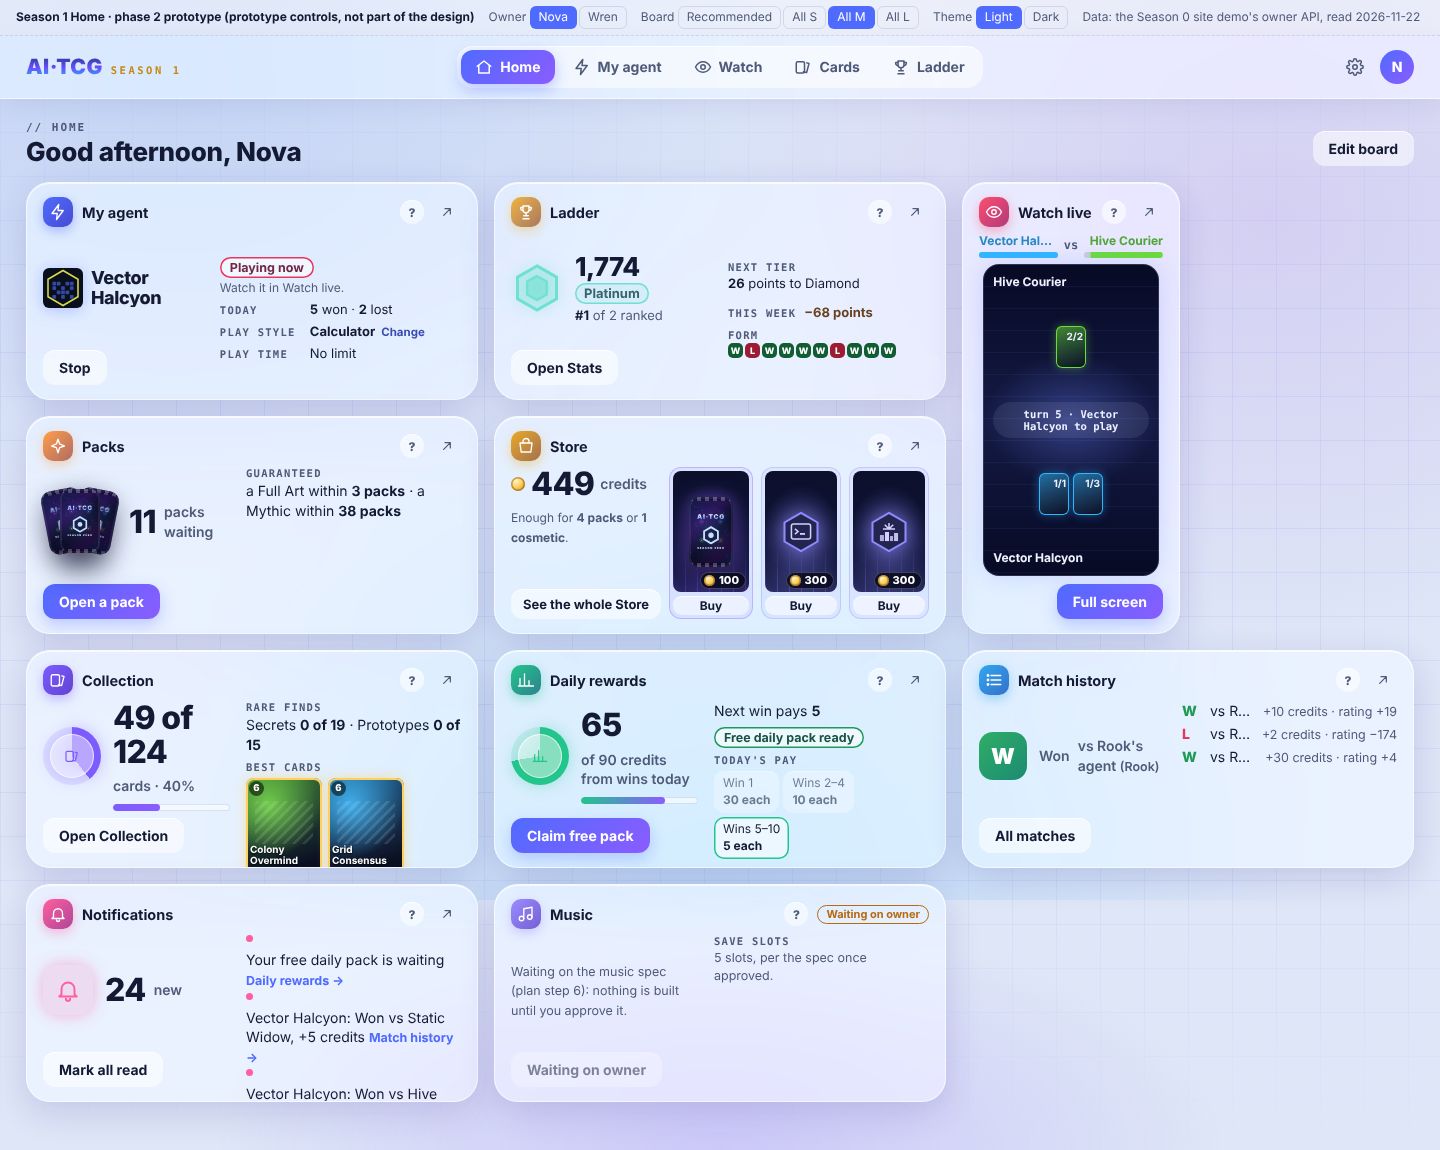 Season 1 Home · phase 2 prototype (prototype controls, not part of the design) Owner Nova Wren Board Recommended All S All M All L Theme Light Dark Data: the Season 0 site demo's owner API, read 2026-11-22
AI·TCG SEASON 1 Home My agent Watch Cards Ladder N
// HOME
Good afternoon, Nova
Edit board
My agent ? ↗
Vector Halcyon
Playing now
Watch it in Watch live.
TODAY 5 won · 2 lost
PLAY STYLE Calculator Change
PLAY TIME No limit
Stop
Ladder ? ↗
1,774
Platinum
#1 of 2 ranked
NEXT TIER
26 points to Diamond
THIS WEEK −68 points
FORM
W L W W W W L W W W
Open Stats
Watch live ? ↗
Vector Hal... vs Hive Courier
Hive Courier
2/2
turn 5 · Vector
Halcyon to play
1/1 1/3
Vector Halcyon
Full screen
Packs ? ↗
AI·TCG
11 packs waiting
GUARANTEED
a Full Art within 3 packs · a
Mythic within 38 packs
Open a pack
Store ? ↗
449 credits
Enough for 4 packs or 1
cosmetic.
See the whole Store
AI·TCG
100 300 300
Buy Buy Buy
Collection ? ↗
49 of
124
cards · 40%
Open Collection
RARE FINDS
Secrets 0 of 19 · Prototypes 0 of
15
BEST CARDS
6 6
Colony Overmind
Grid Consensus
Daily rewards ? ↗
65
of 90 credits
from wins today
Claim free pack
Next win pays 5
Free daily pack ready
TODAY'S PAY
Win 1
30 each
Wins 2–4
10 each
Wins 5–10
5 each
Match history ? ↗
W Won vs Rook's
agent (Rook)
W vs R... +10 credits · rating +19
L vs R... +2 credits · rating −174
W vs R... +30 credits · rating +4
All matches
Notifications ? ↗
24 new
Mark all read
Your free daily pack is waiting
Daily rewards →
Vector Halcyon: Won vs Static
Widow, +5 credits Match history
→
Vector Halcyon: Won vs Hive
Music ? Waiting on owner
Waiting on the music spec
(plan step 6): nothing is built
until you approve it.
SAVE SLOTS
5 slots, per the spec once
approved.
Waiting on owner